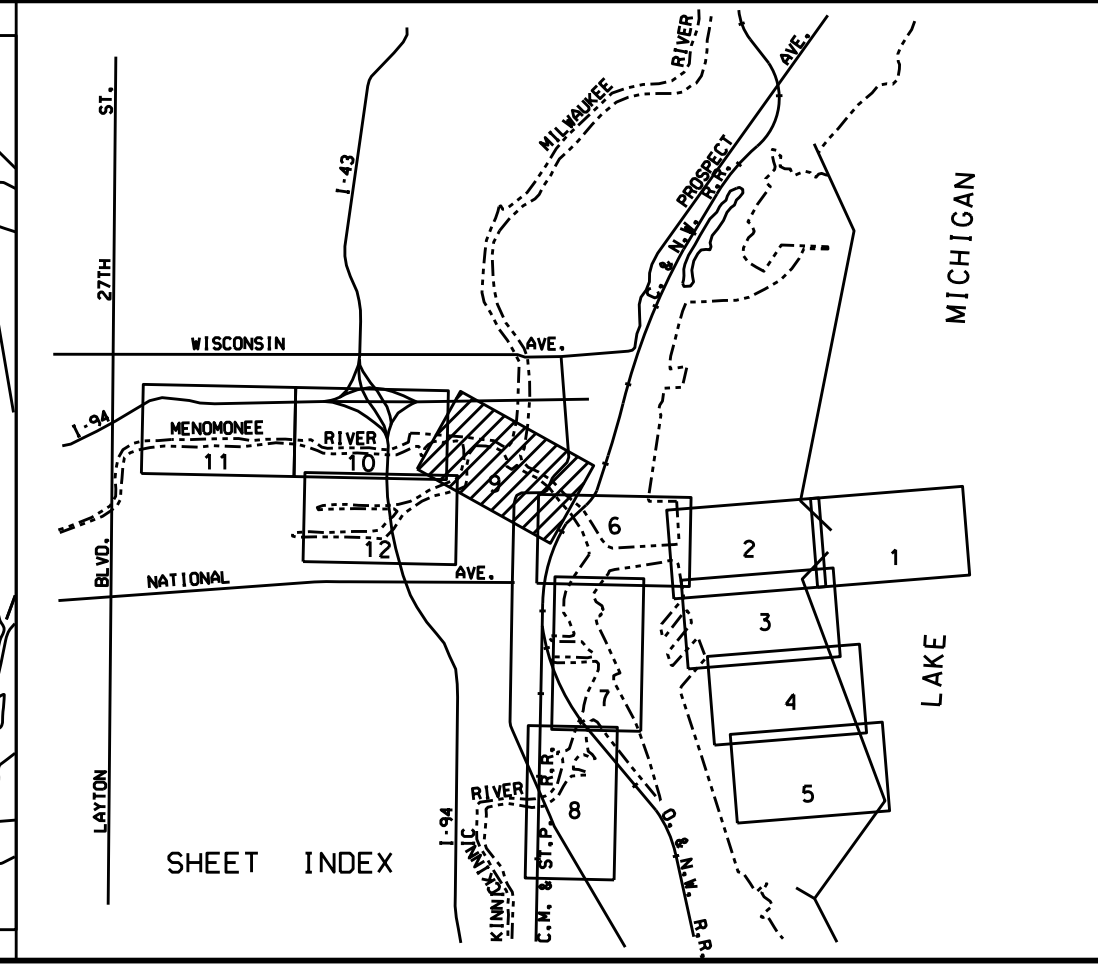 RIVER
MILWAUKEE
AVE.
PROSPECT
C. & N.W. R.R.
ST.
27TH
I-43
MICHIGAN
WISCONSIN AVE.
I-94
MENOMONEE RIVER
11
10
9
12
6
2
1
3
4
5
7
8
BLVD.
NATIONAL AVE.
LAKE
LAYTON
I-94
RIVER
KINNICKINNIC
C.M. & ST.P. R.R.
O. & N.W. R.R.
SHEET INDEX